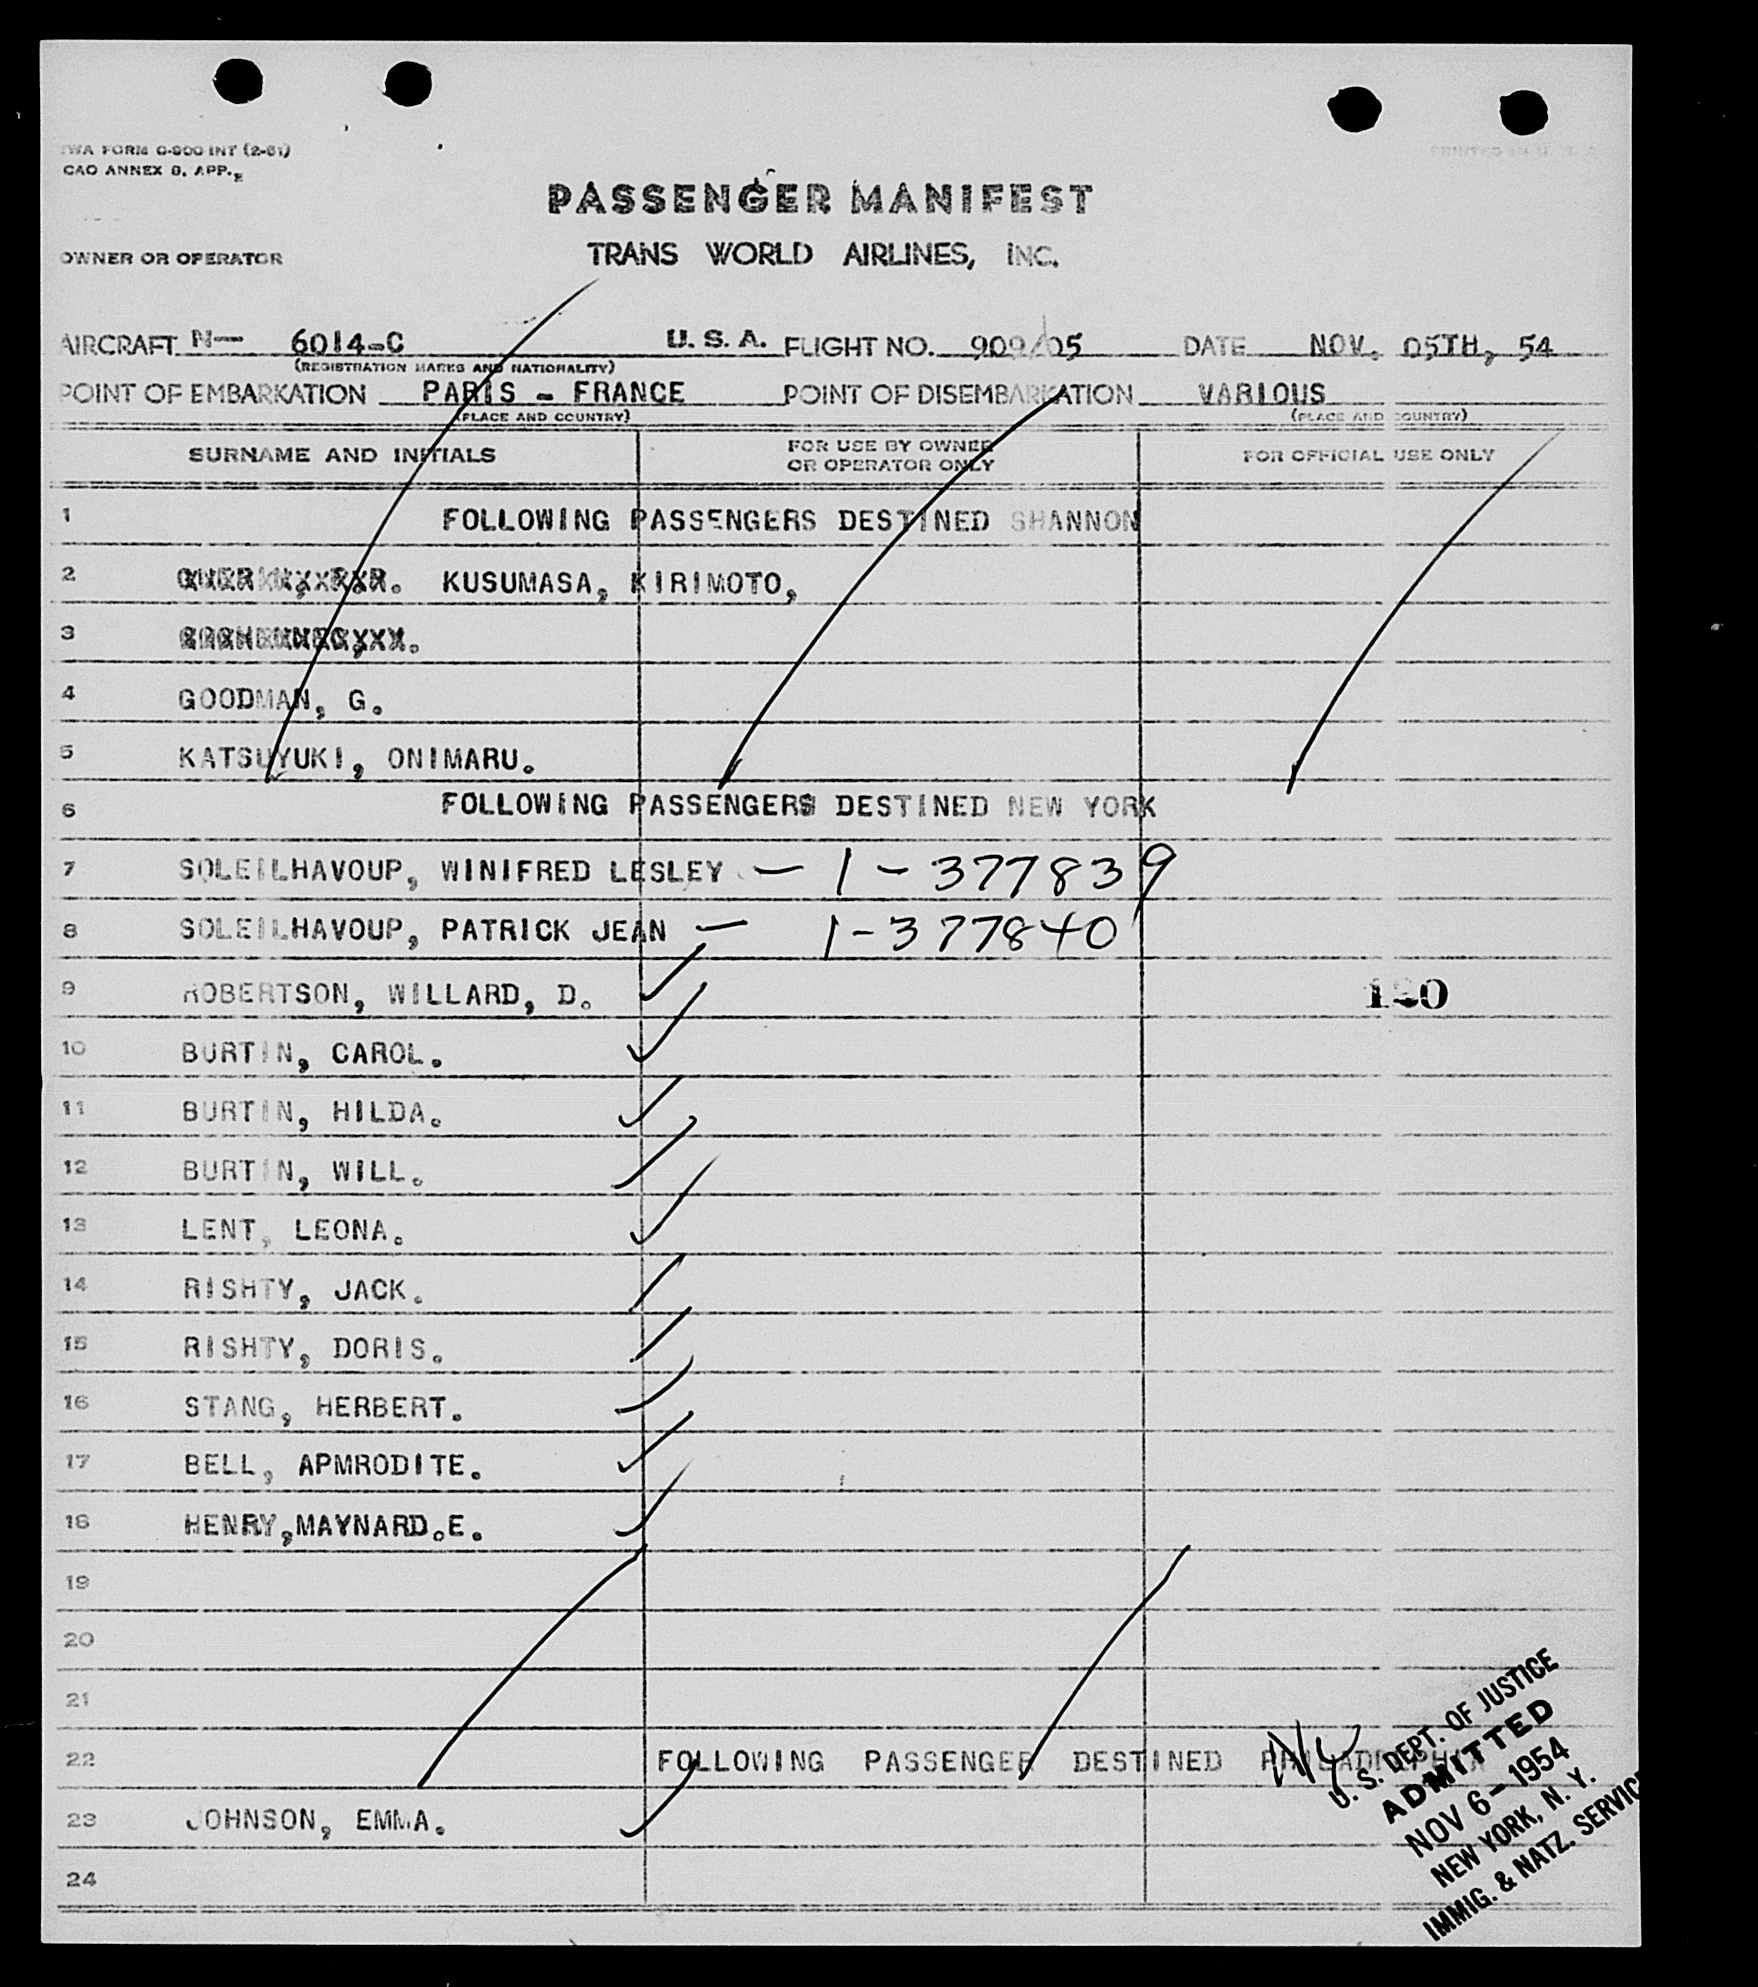 TWA FORM G-900-INT (2-51)
CAO ANNEX 9, APP.
PRINTED IN U. S. A.
PASSENGER MANIFEST
OWNER OR OPERATOR TRANS WORLD AIRLINES, INC.
AIRCRAFT N— 6014-C U. S. A. FLIGHT NO. 909/05 DATE NOV. 05TH, 54
(REGISTRATION MARKS AND NATIONALITY)
POINT OF EMBARKATION PARIS - FRANCE POINT OF DISEMBARKATION VARIOUS
(PLACE AND COUNTRY) (PLACE AND COUNTRY)
SURNAME AND INITIALS FOR USE BY OWNER OR OPERATOR ONLY FOR OFFICIAL USE ONLY
1 FOLLOWING PASSENGERS DESTINED SHANNON
2 KUSUMASA, KIRIMOTO,
3
4 GOODMAN, G.
5 KATSUYUKI, ONIMARU.
6 FOLLOWING PASSENGERS DESTINED NEW YORK
7 SOLEILHAVOUP, WINIFRED LESLEY — 1 - 377839
8 SOLEILHAVOUP, PATRICK JEAN — 1-377840
9 ROBERTSON, WILLARD, D.
10 BURTIN, CAROL.
11 BURTIN, HILDA.
12 BURTIN, WILL.
13 LENT, LEONA.
14 RISHTY, JACK.
15 RISHTY, DORIS.
16 STANG, HERBERT.
17 BELL, APMRODITE.
18 HENRY,MAYNARD.E.
19
20
21
22 FOLLOWING PASSENGER DESTINED PHILADELPHIA NY
23 JOHNSON, EMMA.
24
U. S. DEPT. OF JUSTICE
ADMITTED
NOV 6 - 1954
NEW YORK, N. Y.
IMMIG. & NATZ. SERVICE